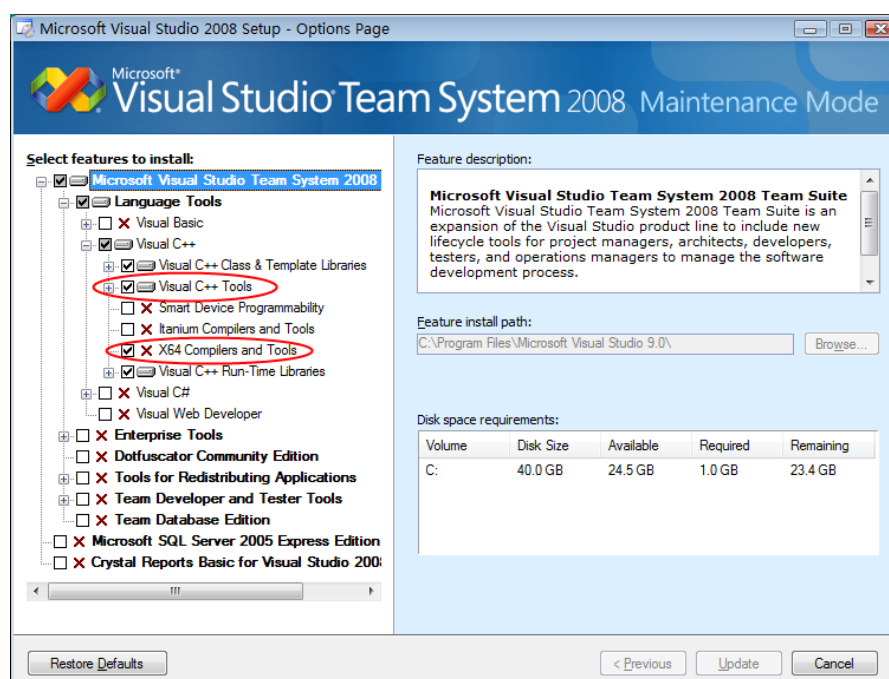 Microsoft Visual Studio 2008 Setup - Options Page
Microsoft®
Visual Studio Team System 2008 Maintenance Mode
Select features to install:
Microsoft Visual Studio Team System 2008
Language Tools
Visual Basic
Visual C++
Visual C++ Class & Template Libraries
Visual C++ Tools
Smart Device Programmability
Itanium Compilers and Tools
X64 Compilers and Tools
Visual C++ Run-Time Libraries
Visual C#
Visual Web Developer
Enterprise Tools
Dotfuscator Community Edition
Tools for Redistributing Applications
Team Developer and Tester Tools
Team Database Edition
Microsoft SQL Server 2005 Express Edition
Crystal Reports Basic for Visual Studio 2008
Feature description:
Microsoft Visual Studio Team System 2008 Team Suite
Microsoft Visual Studio Team System 2008 Team Suite is an
expansion of the Visual Studio product line to include new
lifecycle tools for project managers, architects, developers,
testers, and operations managers to manage the software
development process.
Feature install path:
C:\Program Files\Microsoft Visual Studio 9.0\
Browse...
Disk space requirements:
Volume Disk Size Available Required Remaining
C: 40.0 GB 24.5 GB 1.0 GB 23.4 GB
Restore Defaults
< Previous
Update
Cancel